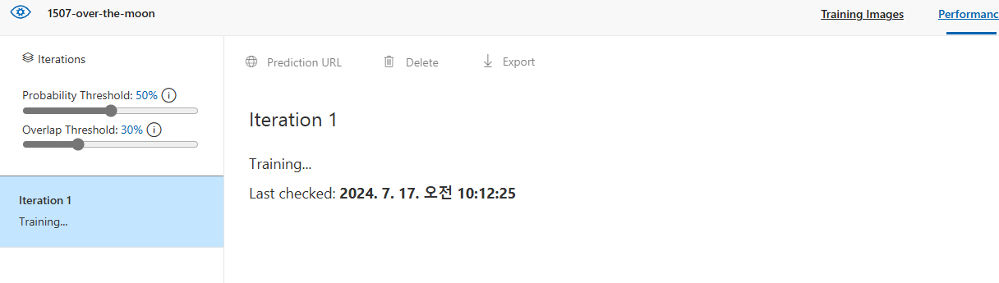 1507-over-the-moon
Training Images
Performanc
Iterations
Prediction URL
Delete
Export
Probability Threshold: 50% i
Overlap Threshold: 30% i
Iteration 1
Training...
Last checked: 2024. 7. 17. 오전 10:12:25
Iteration 1
Training...